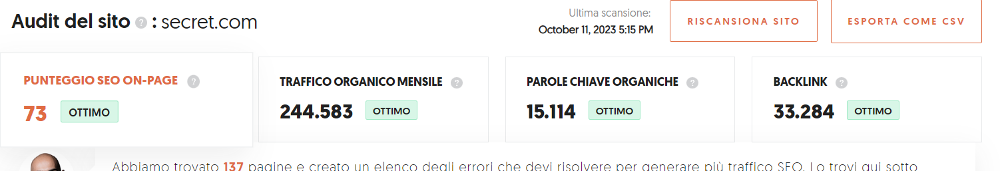 Audit del sito ? : secret.com
Ultima scansione:
October 11, 2023 5:15 PM
RISCANSIONA SITO
ESPORTA COME CSV
PUNTEGGIO SEO ON-PAGE ?
73 OTTIMO
TRAFFICO ORGANICO MENSILE ?
244.583 OTTIMO
PAROLE CHIAVE ORGANICHE ?
15.114 OTTIMO
BACKLINK ?
33.284 OTTIMO
Abbiamo trovato 137 pagine e creato un elenco degli errori che devi risolvere per generare più traffico SEO. Lo trovi qui sotto